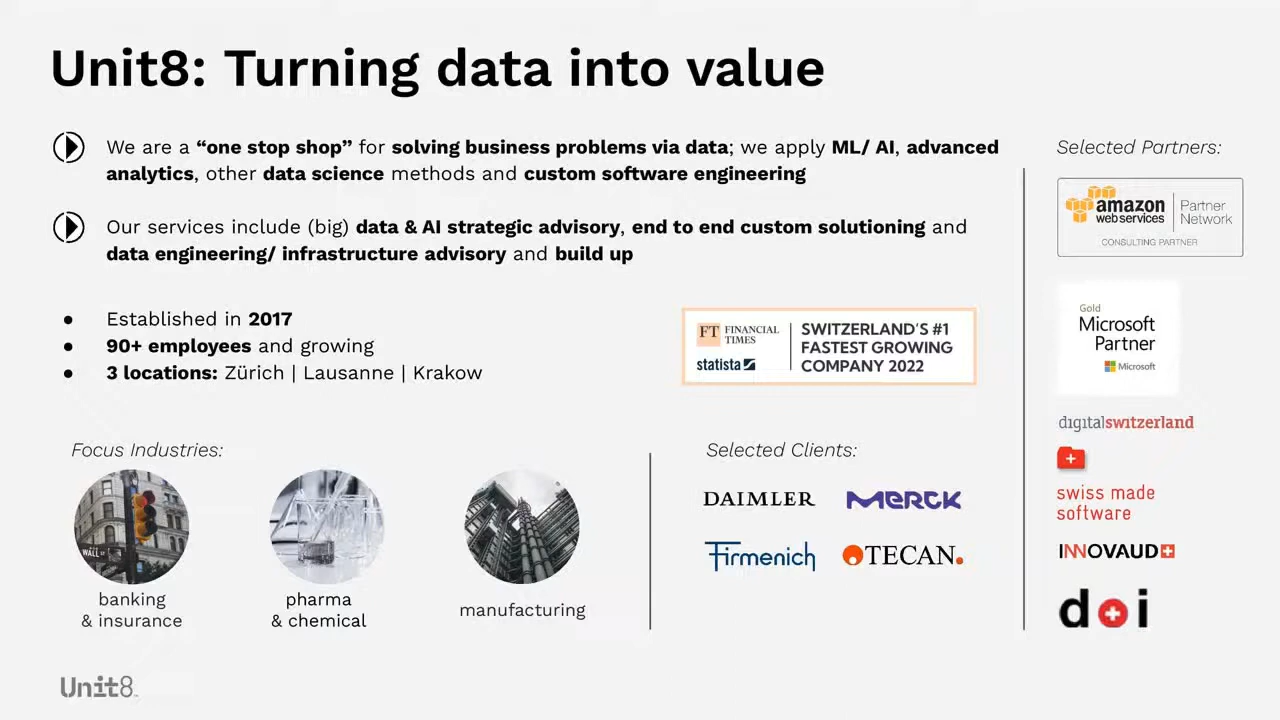 Unit8: Turning data into value
We are a “one stop shop” for solving business problems via data; we apply ML/ AI, advanced
analytics, other data science methods and custom software engineering
Our services include (big) data & AI strategic advisory, end to end custom solutioning and
data engineering/ infrastructure advisory and build up
● Established in 2017
● 90+ employees and growing
● 3 locations: Zürich | Lausanne | Krakow
FT FINANCIAL
TIMES
statista
SWITZERLAND'S #1
FASTEST GROWING
COMPANY 2022
Focus Industries:
WALL ST
banking
& insurance
pharma
& chemical
manufacturing
Selected Clients:
DAIMLER
MERCK
Firmenich
TECAN.
Selected Partners:
amazon
webservices
Partner
Network
CONSULTING PARTNER
Gold
Microsoft
Partner
Microsoft
digitalswitzerland
swiss made
software
INNOVAUD
doi
Unit8